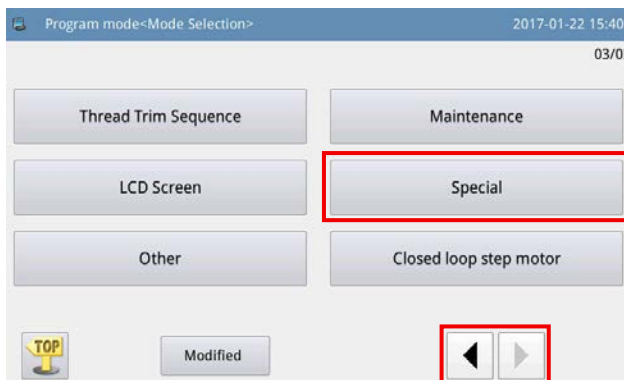 Program mode<Mode Selection>
2017-01-22 15:40
03/0
Thread Trim Sequence
Maintenance
LCD Screen
Special
Other
Closed loop step motor
TOP
Modified